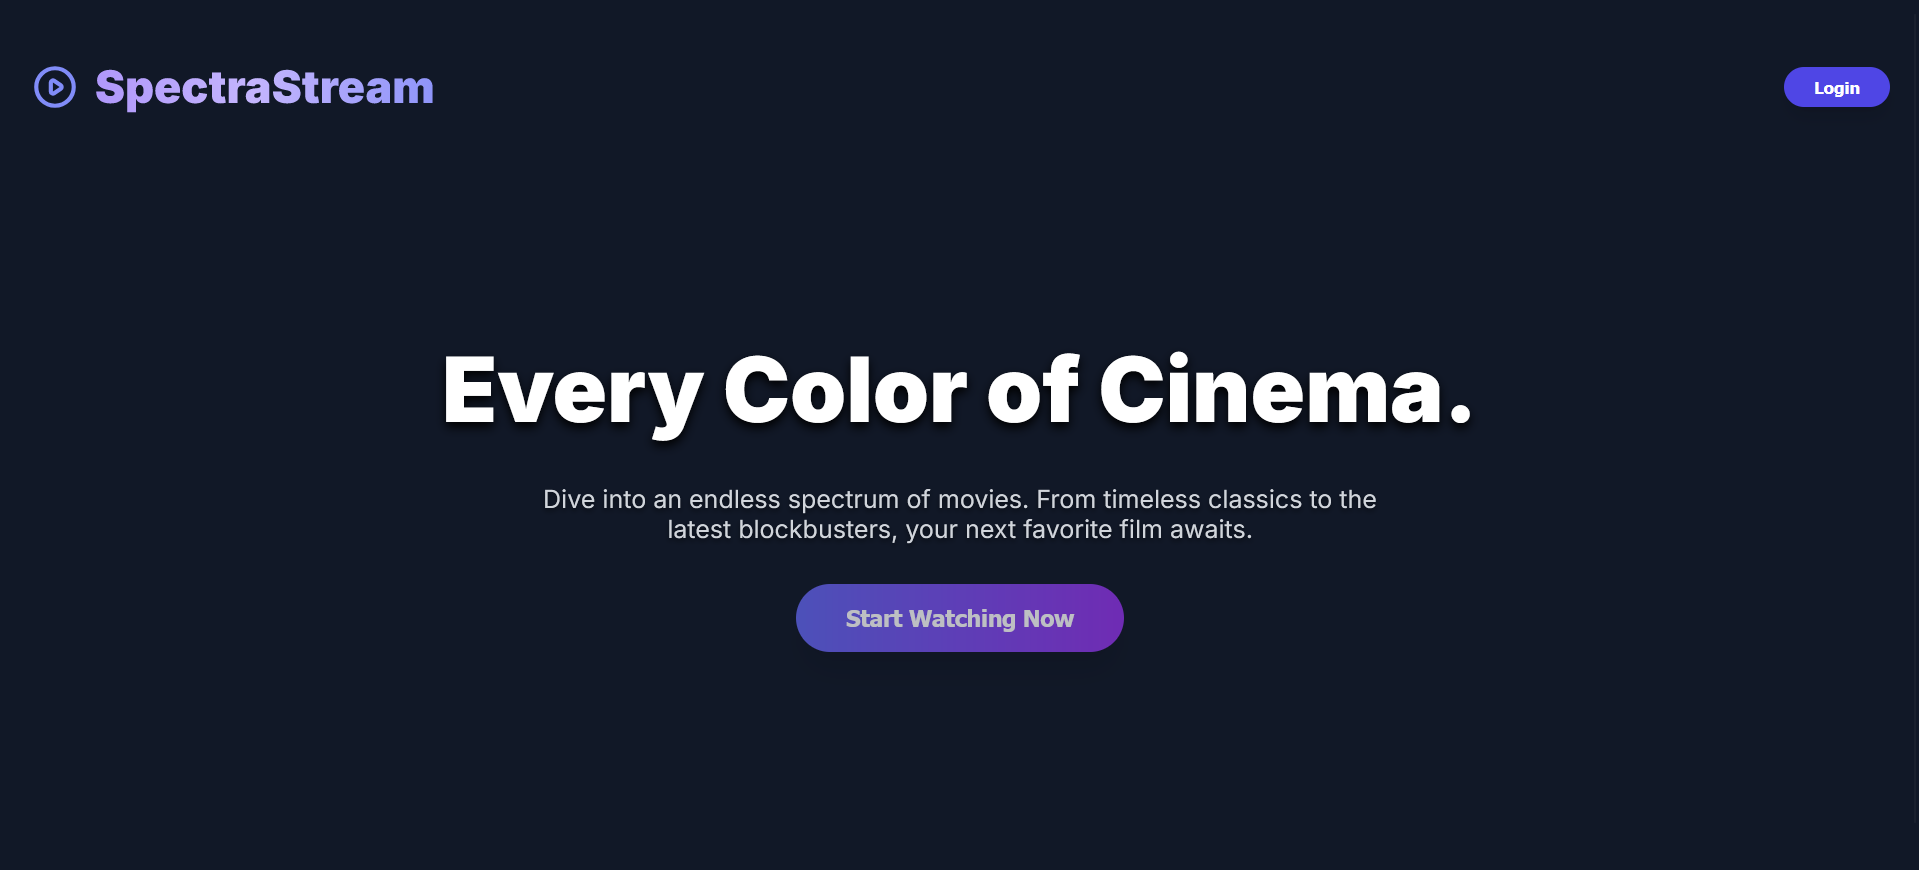 SpectraStream
Login
Every Color of Cinema.
Dive into an endless spectrum of movies. From timeless classics to the
latest blockbusters, your next favorite film awaits.
Start Watching Now